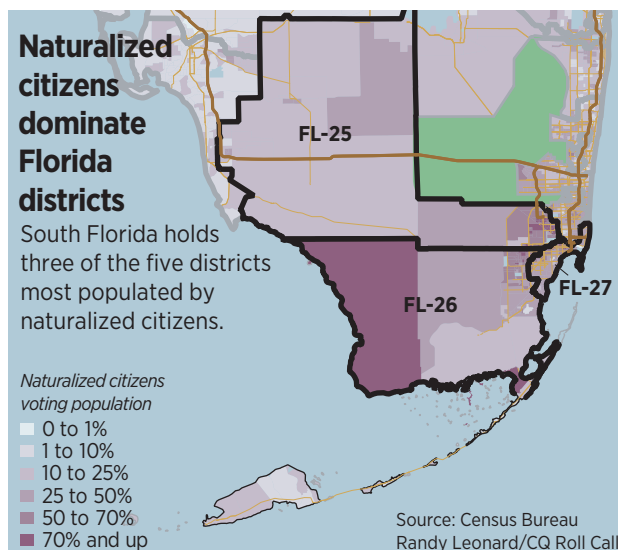 Naturalized
citizens
dominate
Florida
districts
South Florida holds
three of the five districts
most populated by
naturalized citizens.
FL-25
FL-26
FL-27
Naturalized citizens
voting population
0 to 1%
1 to 10%
10 to 25%
25 to 50%
50 to 70%
70% and up
Source: Census Bureau
Randy Leonard/CQ Roll Call